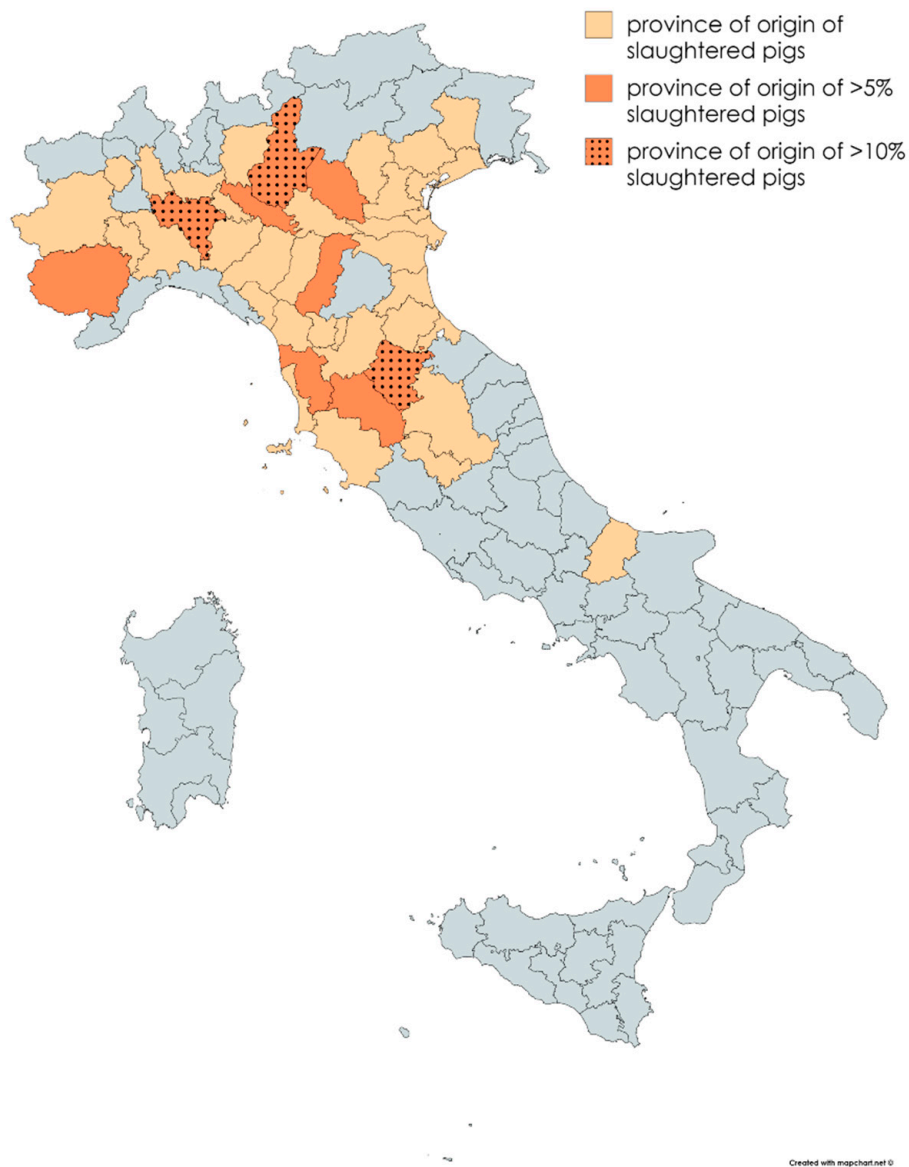 province of origin of
slaughtered pigs
province of origin of >5%
slaughtered pigs
province of origin of >10%
slaughtered pigs
Created with mapchart.net ©